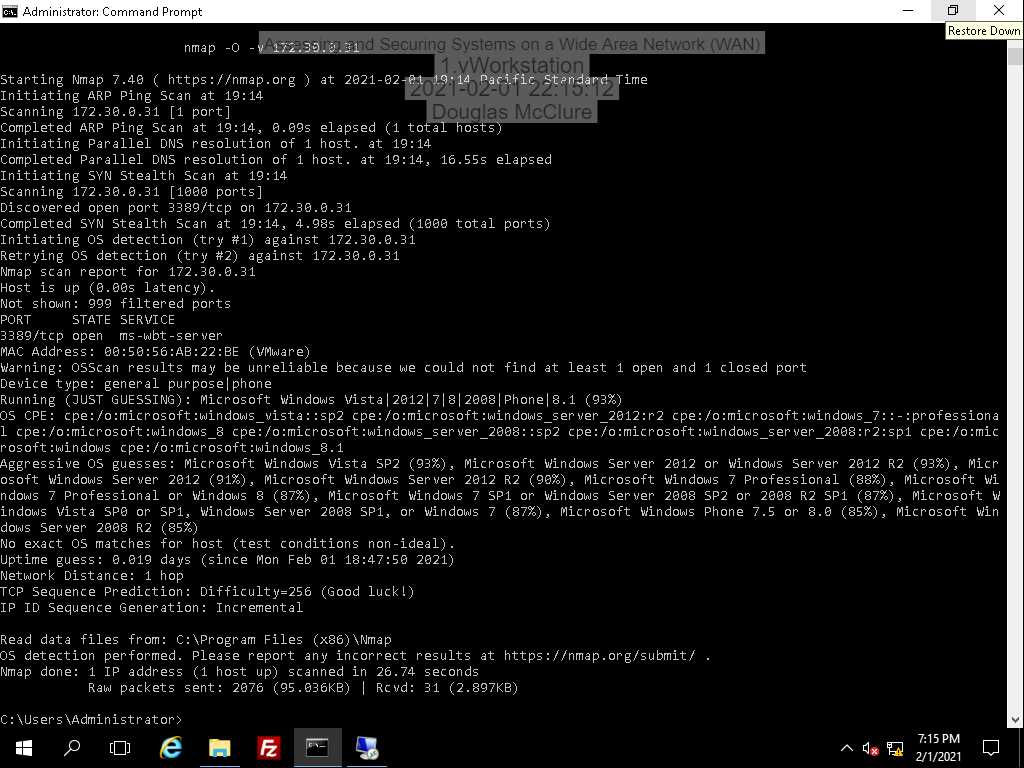 Administrator: Command Prompt
Restore Down
Assessing and Securing Systems on a Wide Area Network (WAN)
1.vWorkstation
2021-02-01 22:15:12
Douglas McClure
nmap -O -v 172.30.0.31
Starting Nmap 7.40 ( https://nmap.org ) at 2021-02-01 19:14 Pacific Standard Time
Initiating ARP Ping Scan at 19:14
Scanning 172.30.0.31 [1 port]
Completed ARP Ping Scan at 19:14, 0.09s elapsed (1 total hosts)
Initiating Parallel DNS resolution of 1 host. at 19:14
Completed Parallel DNS resolution of 1 host. at 19:14, 16.55s elapsed
Initiating SYN Stealth Scan at 19:14
Scanning 172.30.0.31 [1000 ports]
Discovered open port 3389/tcp on 172.30.0.31
Completed SYN Stealth Scan at 19:14, 4.98s elapsed (1000 total ports)
Initiating OS detection (try #1) against 172.30.0.31
Retrying OS detection (try #2) against 172.30.0.31
Nmap scan report for 172.30.0.31
Host is up (0.00s latency).
Not shown: 999 filtered ports
PORT     STATE SERVICE
3389/tcp open  ms-wbt-server
MAC Address: 00:50:56:AB:22:BE (VMware)
Warning: OSScan results may be unreliable because we could not find at least 1 open and 1 closed port
Device type: general purpose|phone
Running (JUST GUESSING): Microsoft Windows Vista|2012|7|8|2008|Phone|8.1 (93%)
OS CPE: cpe:/o:microsoft:windows_vista::sp2 cpe:/o:microsoft:windows_server_2012:r2 cpe:/o:microsoft:windows_7::-:professiona
l cpe:/o:microsoft:windows_8 cpe:/o:microsoft:windows_server_2008::sp2 cpe:/o:microsoft:windows_server_2008:r2:sp1 cpe:/o:mic
rosoft:windows cpe:/o:microsoft:windows_8.1
Aggressive OS guesses: Microsoft Windows Vista SP2 (93%), Microsoft Windows Server 2012 or Windows Server 2012 R2 (93%), Micr
osoft Windows Server 2012 (91%), Microsoft Windows Server 2012 R2 (90%), Microsoft Windows 7 Professional (88%), Microsoft Wi
ndows 7 Professional or Windows 8 (87%), Microsoft Windows 7 SP1 or Windows Server 2008 SP2 or 2008 R2 SP1 (87%), Microsoft W
indows Vista SP0 or SP1, Windows Server 2008 SP1, or Windows 7 (87%), Microsoft Windows Phone 7.5 or 8.0 (85%), Microsoft Win
dows Server 2008 R2 (85%)
No exact OS matches for host (test conditions non-ideal).
Uptime guess: 0.019 days (since Mon Feb 01 18:47:50 2021)
Network Distance: 1 hop
TCP Sequence Prediction: Difficulty=256 (Good luck!)
IP ID Sequence Generation: Incremental
Read data files from: C:\Program Files (x86)\Nmap
OS detection performed. Please report any incorrect results at https://nmap.org/submit/ .
Nmap done: 1 IP address (1 host up) scanned in 26.74 seconds
Raw packets sent: 2076 (95.036KB) | Rcvd: 31 (2.897KB)
C:\Users\Administrator>
7:15 PM
2/1/2021